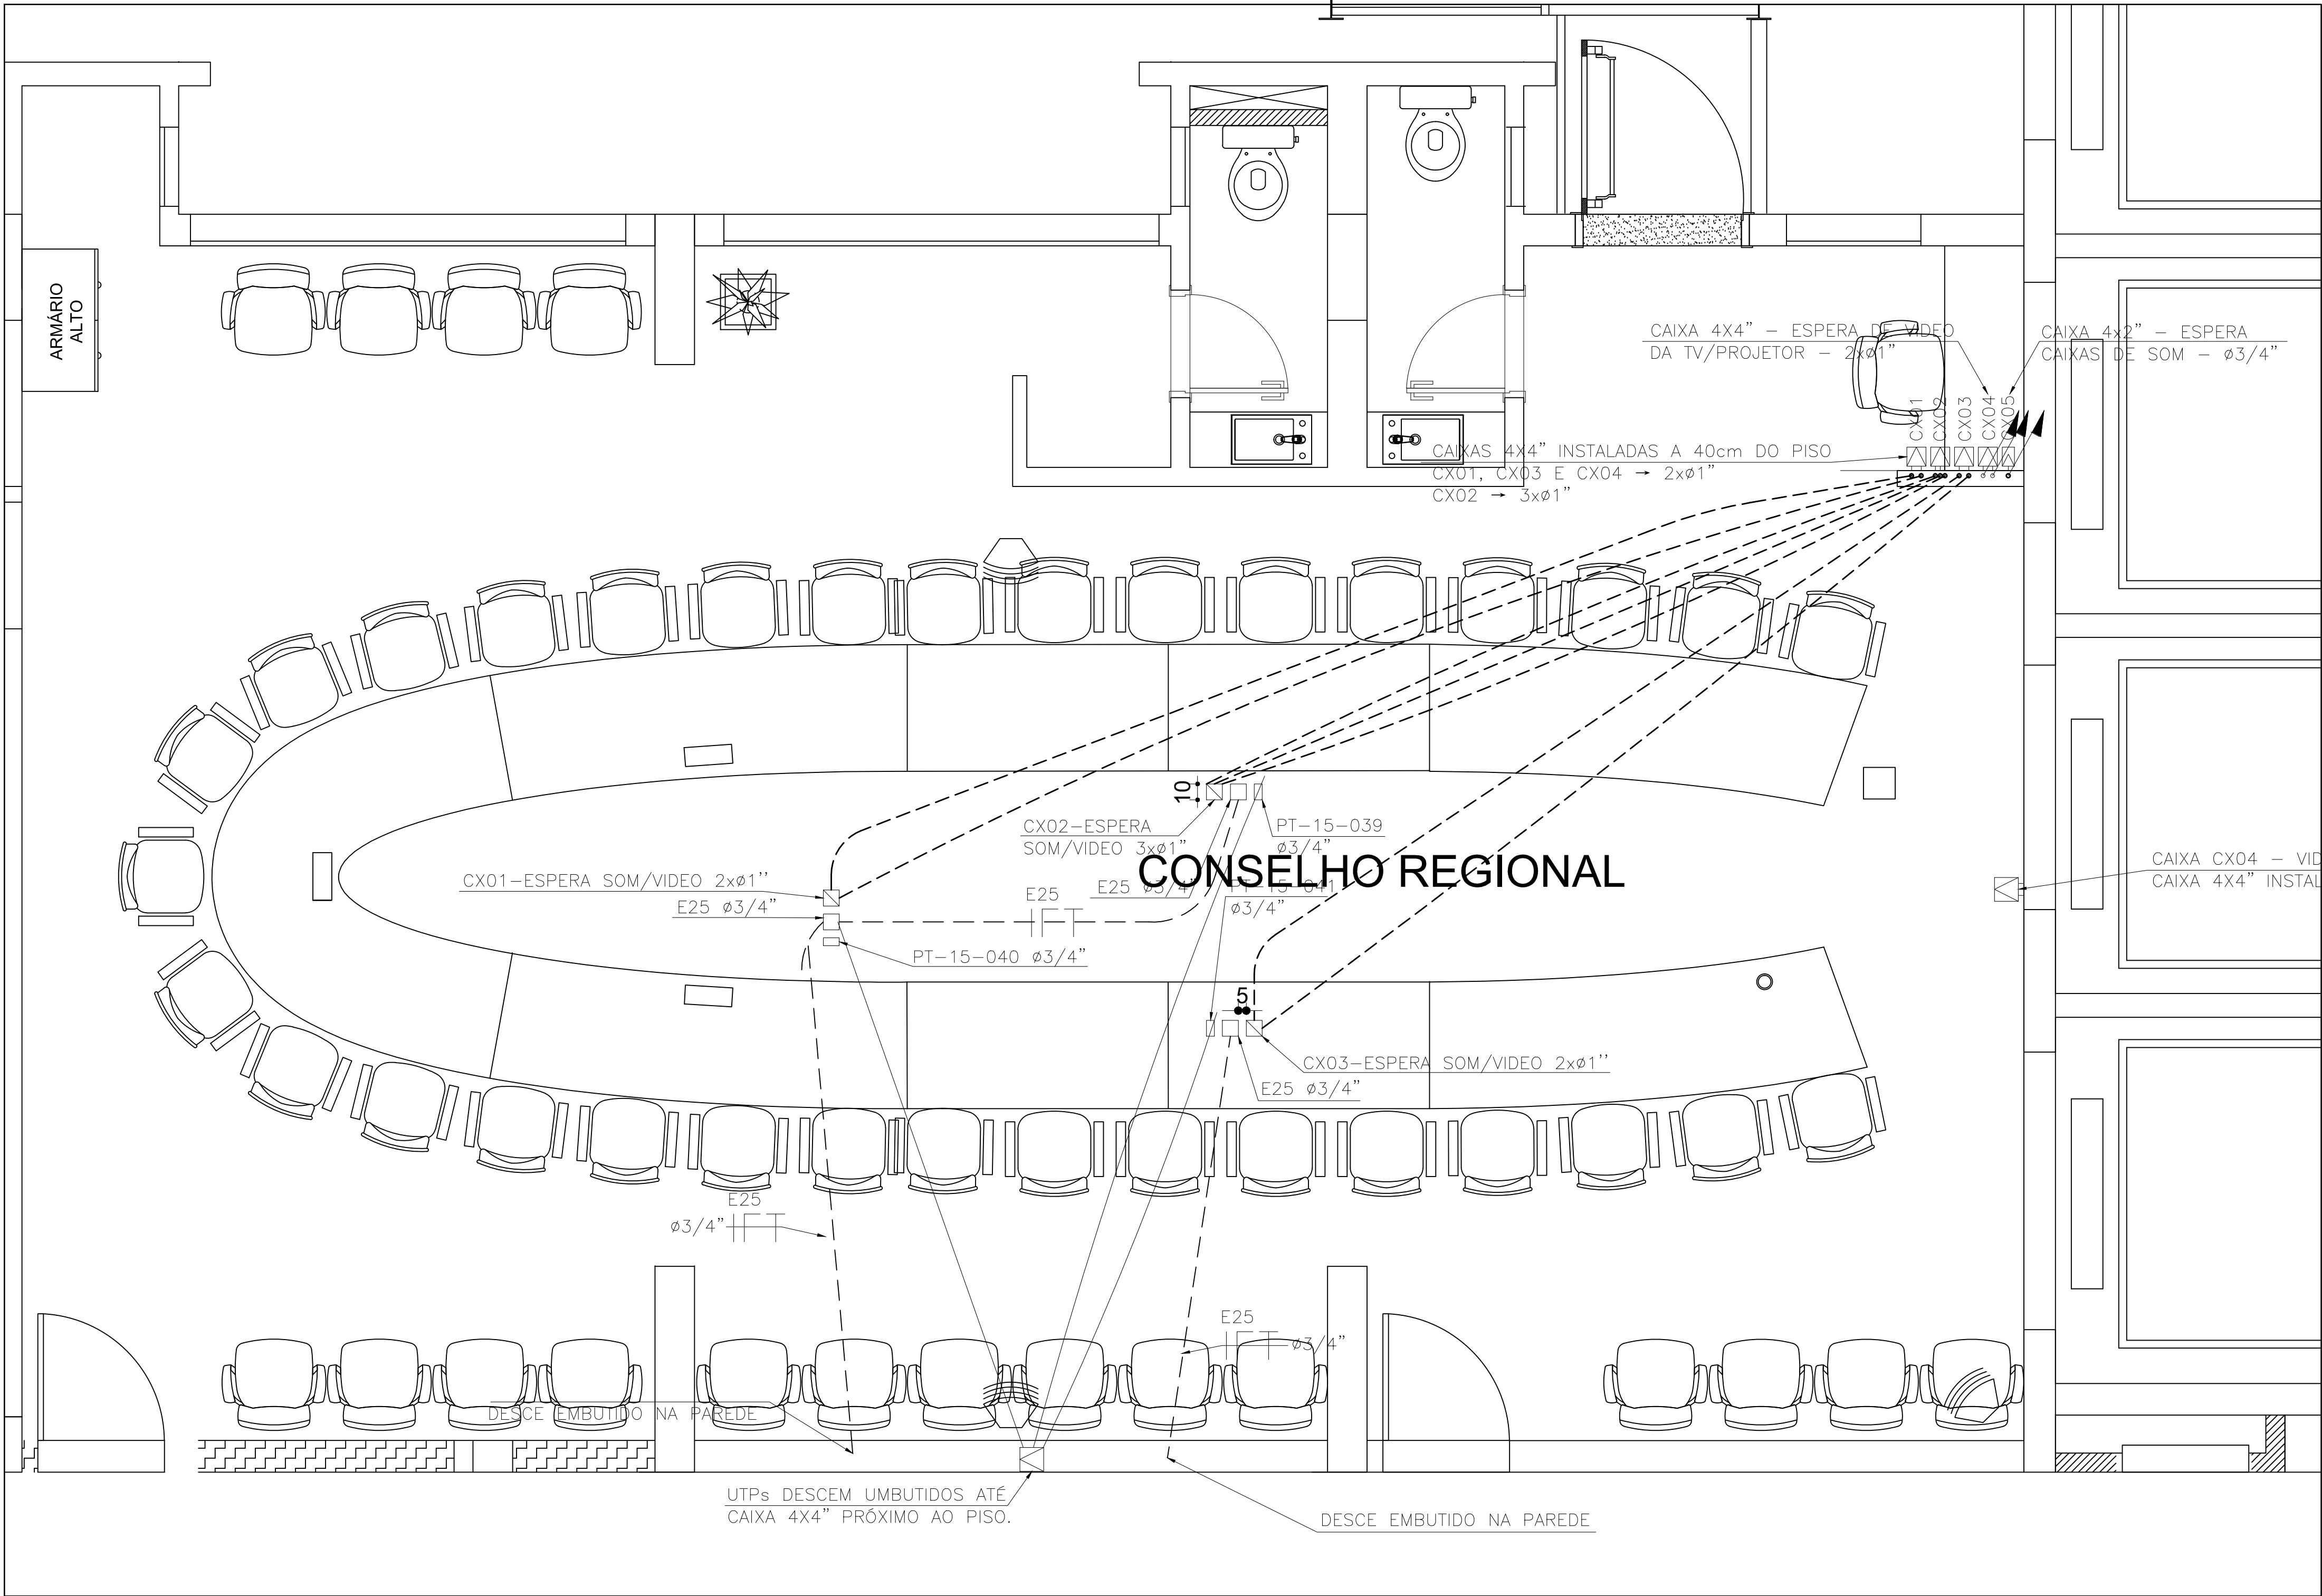 ARMÁRIO
ALTO
CAIXA 4X4" – ESPERA DE VIDEO
DA TV/PROJETOR – 2xø1"
CAIXA 4x2" – ESPERA
CAIXAS DE SOM – ø3/4"
CX01
CX02
CX03
CX04
CX05
CAIXAS 4X4" INSTALADAS A 40cm DO PISO
CX01, CX03 E CX04 → 2xø1"
CX02 → 3xø1"
10
CX02–ESPERA
SOM/VIDEO 3xø1"
PT–15–039
ø3/4"
CONSELHO REGIONAL
CX01–ESPERA SOM/VIDEO 2xø1''
E25 ø3/4"
E25
E25 ø3/4"
PT–15–041
ø3/4"
PT–15–040 ø3/4"
CAIXA CX04 – VID
CAIXA 4X4" INSTAL
5
CX03–ESPERA SOM/VIDEO 2xø1''
E25 ø3/4"
E25
ø3/4"
E25
ø3/4"
DESCE EMBUTIDO NA PAREDE
UTPs DESCEM UMBUTIDOS ATÉ
CAIXA 4X4" PRÓXIMO AO PISO.
DESCE EMBUTIDO NA PAREDE